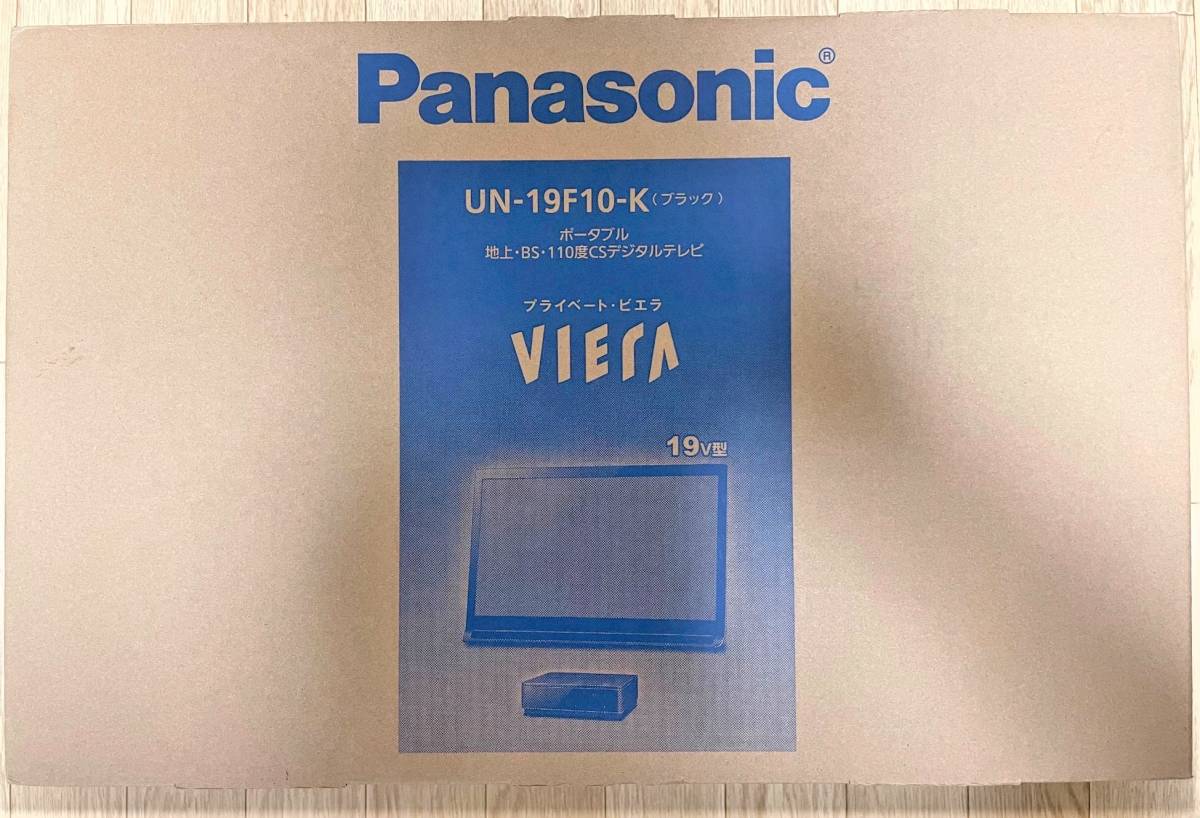 Panasonic®
UN-19F10-K(ブラック)
ポータブル
地上・BS・110度CSデジタルテレビ
プライベート・ビエラ
VIErA
19V型